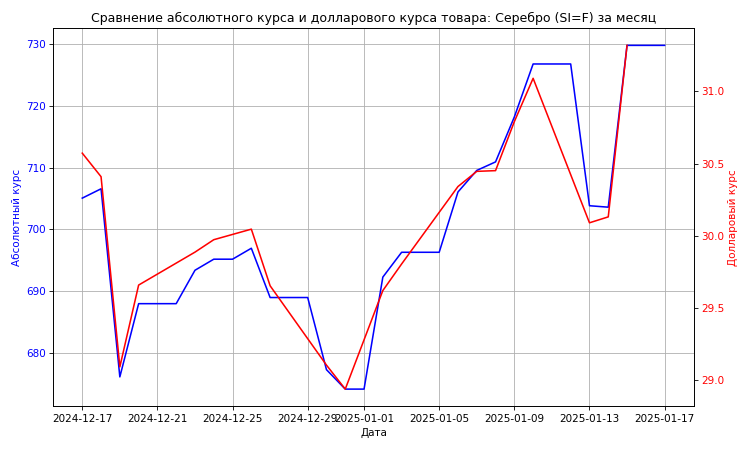 Сравнение абсолютного курса и долларового курса товара: Серебро (SI=F) за месяц
730
720
710
700
690
680
Абсолютный курс
31.0
30.5
30.0
29.5
29.0
Долларовый курс
2024-12-17 2024-12-21 2024-12-25 2024-12-29 2025-01-01 2025-01-05 2025-01-09 2025-01-13 2025-01-17
Дата